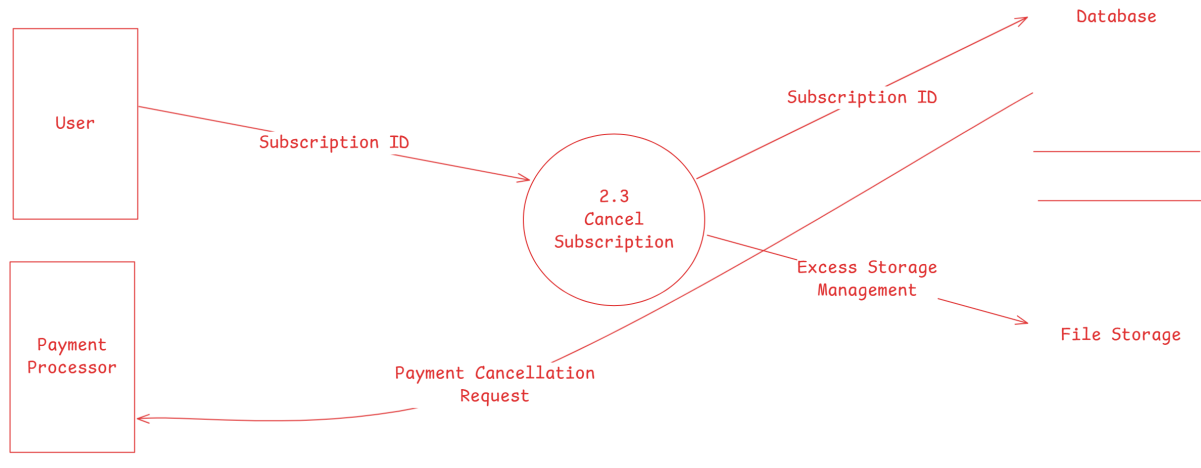 Database
Subscription ID
User
Subscription ID
2.3
Cancel
Subscription
Excess Storage
Management
File Storage
Payment
Processor
Payment Cancellation
Request